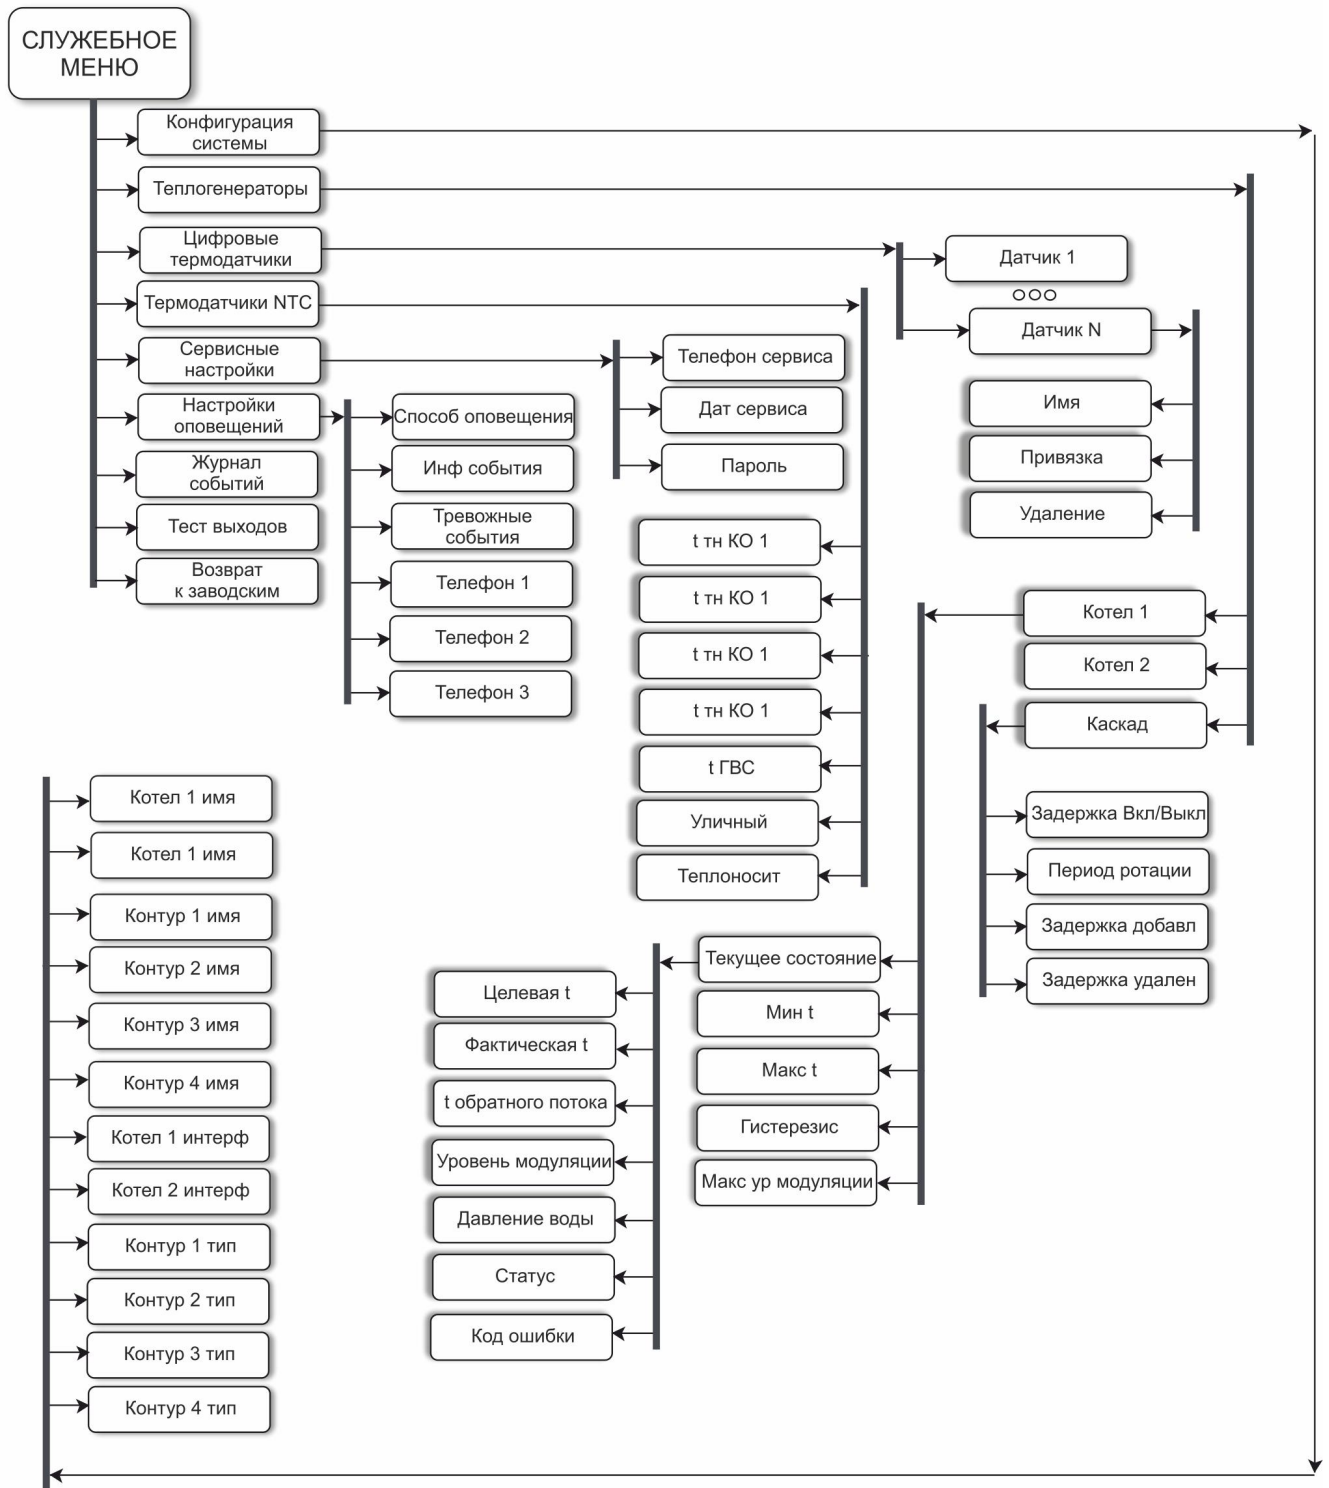 СЛУЖЕБНОЕ
МЕНЮ
Конфигурация
системы
Теплогенераторы
Цифровые
термодатчики
Термодатчики NTC
Сервисные
настройки
Настройки
оповещений
Журнал
событий
Тест выходов
Возврат
к заводским
Способ оповещения
Инф события
Тревожные
события
Телефон 1
Телефон 2
Телефон 3
Телефон сервиса
Дат сервиса
Пароль
Датчик 1
Датчик N
Имя
Привязка
Удаление
t тн КО 1
t тн КО 1
t тн КО 1
t тн КО 1
t ГВС
Уличный
Теплоносит
Котел 1
Котел 2
Каскад
Задержка Вкл/Выкл
Период ротации
Задержка добавл
Задержка удален
Текущее состояние
Мин t
Макс t
Гистерезис
Макс ур модуляции
Целевая t
Фактическая t
t обратного потока
Уровень модуляции
Давление воды
Статус
Код ошибки
Котел 1 имя
Котел 1 имя
Контур 1 имя
Контур 2 имя
Контур 3 имя
Контур 4 имя
Котел 1 интерф
Котел 2 интерф
Контур 1 тип
Контур 2 тип
Контур 3 тип
Контур 4 тип